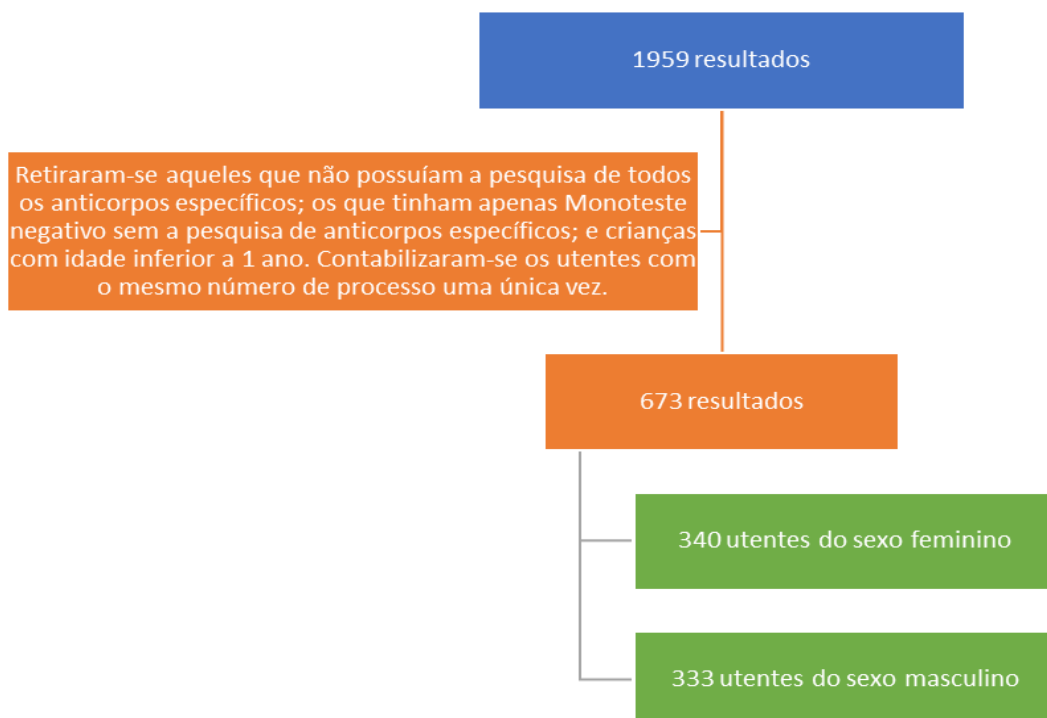 1959 resultados
Retiraram-se aqueles que não possuíam a pesquisa de todos
os anticorpos específicos; os que tinham apenas Monoteste
negativo sem a pesquisa de anticorpos específicos; e crianças
com idade inferior a 1 ano. Contabilizaram-se os utentes com
o mesmo número de processo uma única vez.
673 resultados
340 utentes do sexo feminino
333 utentes do sexo masculino